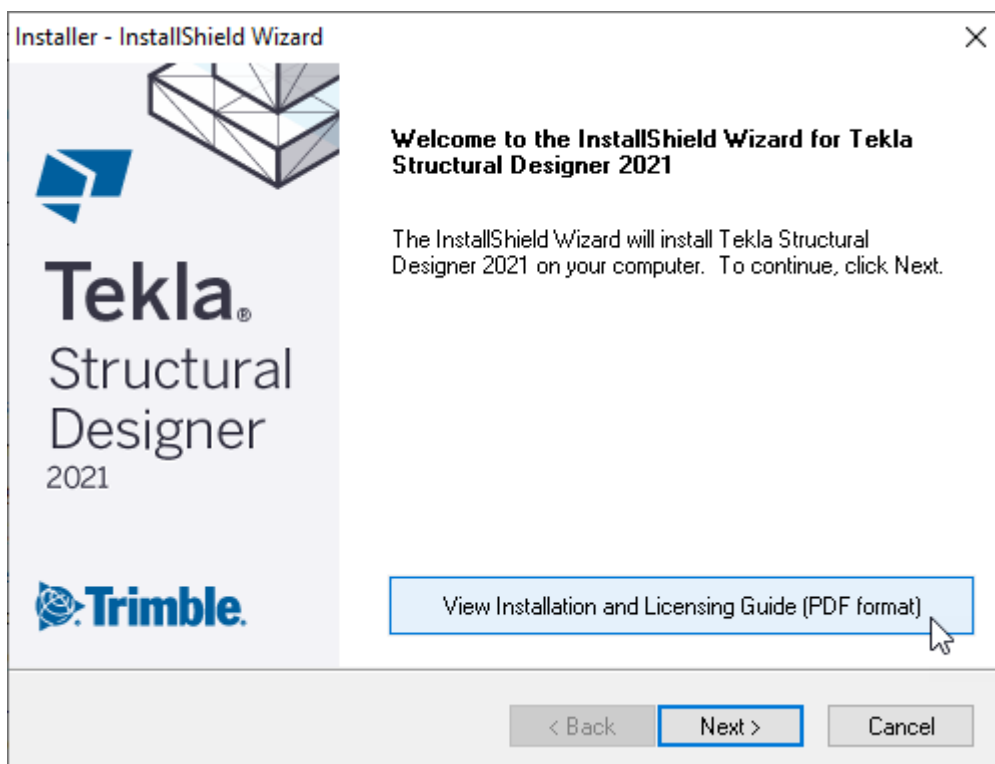 Installer - InstallShield Wizard
Tekla®
Structural
Designer
2021
Trimble.
Welcome to the InstallShield Wizard for Tekla
Structural Designer 2021
The InstallShield Wizard will install Tekla Structural
Designer 2021 on your computer.  To continue, click Next.
View Installation and Licensing Guide (PDF format)
< Back Next > Cancel